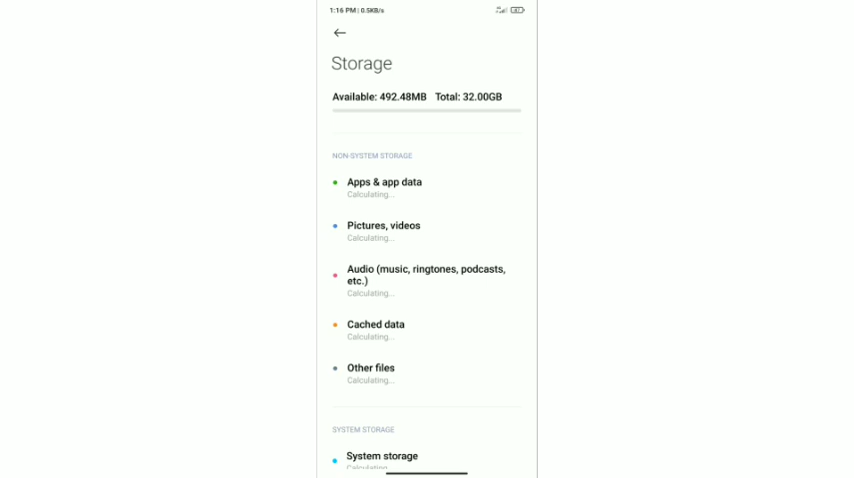 1:16 PM | 0.5KB/s
47
Storage
Available: 492.48MB Total: 32.00GB
NON-SYSTEM STORAGE
Apps & app data
Calculating...
Pictures, videos
Calculating...
Audio (music, ringtones, podcasts,
etc.)
Calculating...
Cached data
Calculating...
Other files
Calculating...
SYSTEM STORAGE
System storage
Calculating...